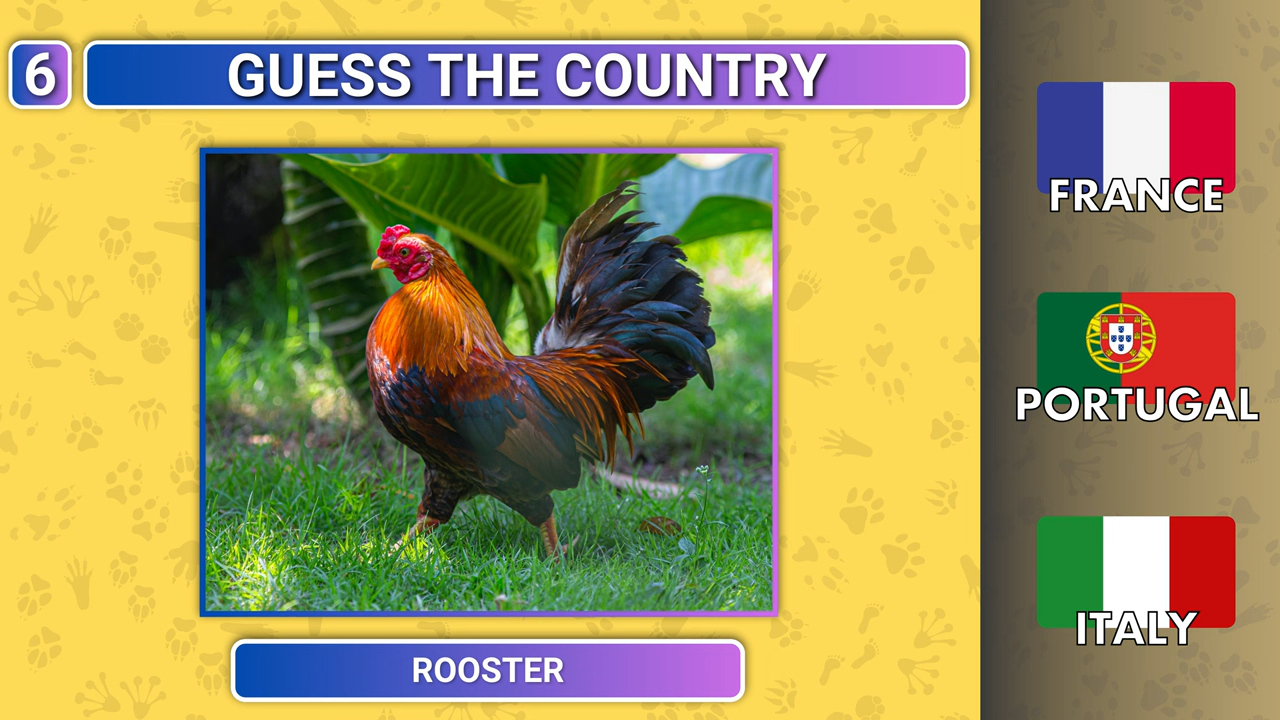 6
GUESS THE COUNTRY
FRANCE
PORTUGAL
ITALY
ROOSTER